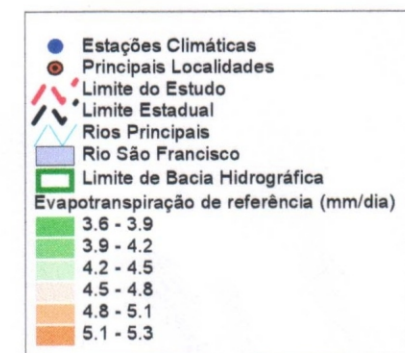 Estações Climáticas
Principais Localidades
Limite do Estudo
Limite Estadual
Rios Principais
Rio São Francisco
Limite de Bacia Hidrográfica
Evapotranspiração de referência (mm/dia)
3.6 - 3.9
3.9 - 4.2
4.2 - 4.5
4.5 - 4.8
4.8 - 5.1
5.1 - 5.3